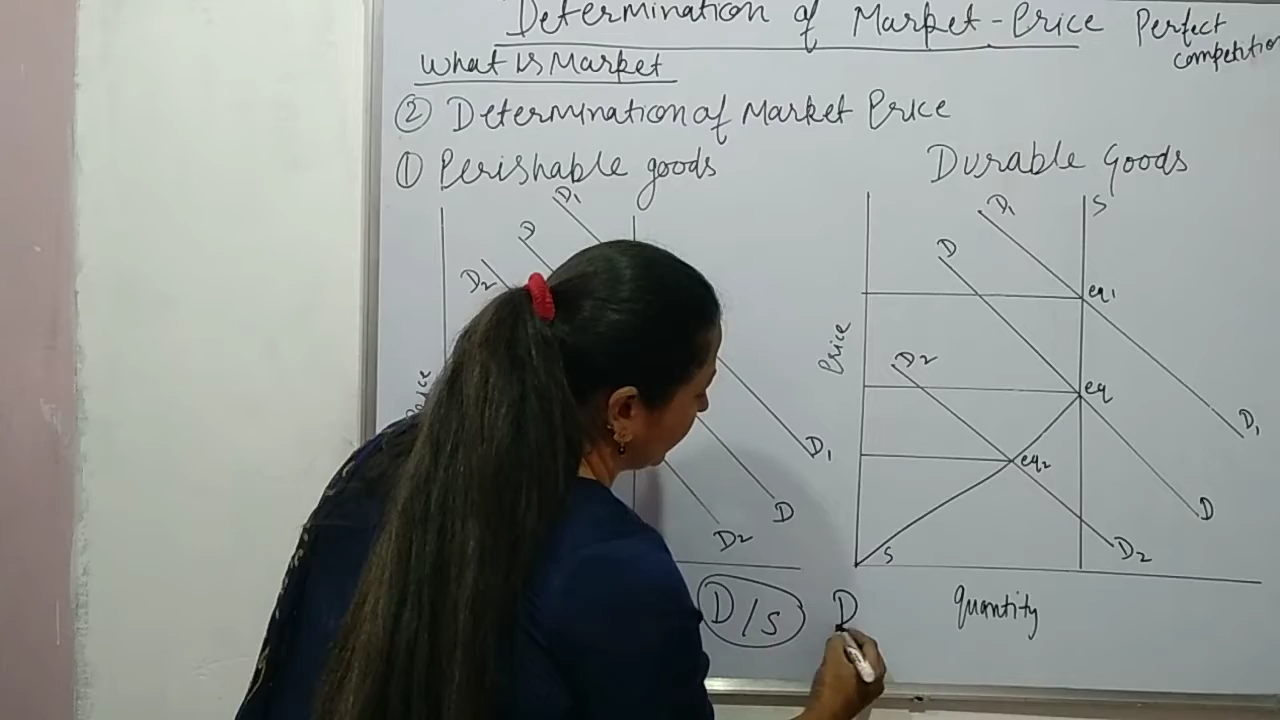 Determination of Market-Price Perfect competition
What is Market
② Determination of Market Price
① Perishable goods
D1
D
D2
Price
D1
D
D2
D/S
D
Durable Goods
D1
S
D
eq1
Price
D2
eq
D1
eq2
D
S
D2
Quantity